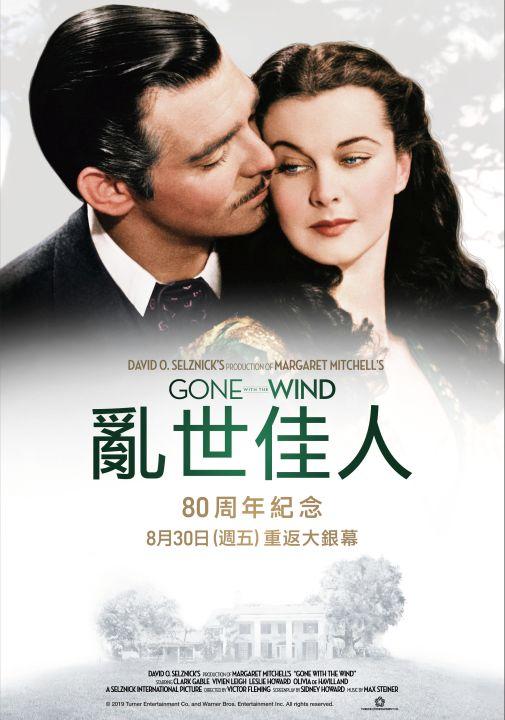 DAVID O. SELZNICK'S PRODUCTION OF MARGARET MITCHELL'S
GONE WITH THE WIND
亂世佳人
80周年紀念
8月30日(週五)重返大銀幕
DAVID O. SELZNICK'S PRODUCTION OF MARGARET MITCHELL'S "GONE WITH THE WIND"
STARRING CLARK GABLE VIVIEN LEIGH LESLIE HOWARD OLIVIA de HAVILLAND
A SELZNICK INTERNATIONAL PICTURE DIRECTED BY VICTOR FLEMING SCREENPLAY BY SIDNEY HOWARD MUSIC BY MAX STEINER
© 2019 Turner Entertainment Co. and Warner Bros. Entertainment Inc. All rights reserved.